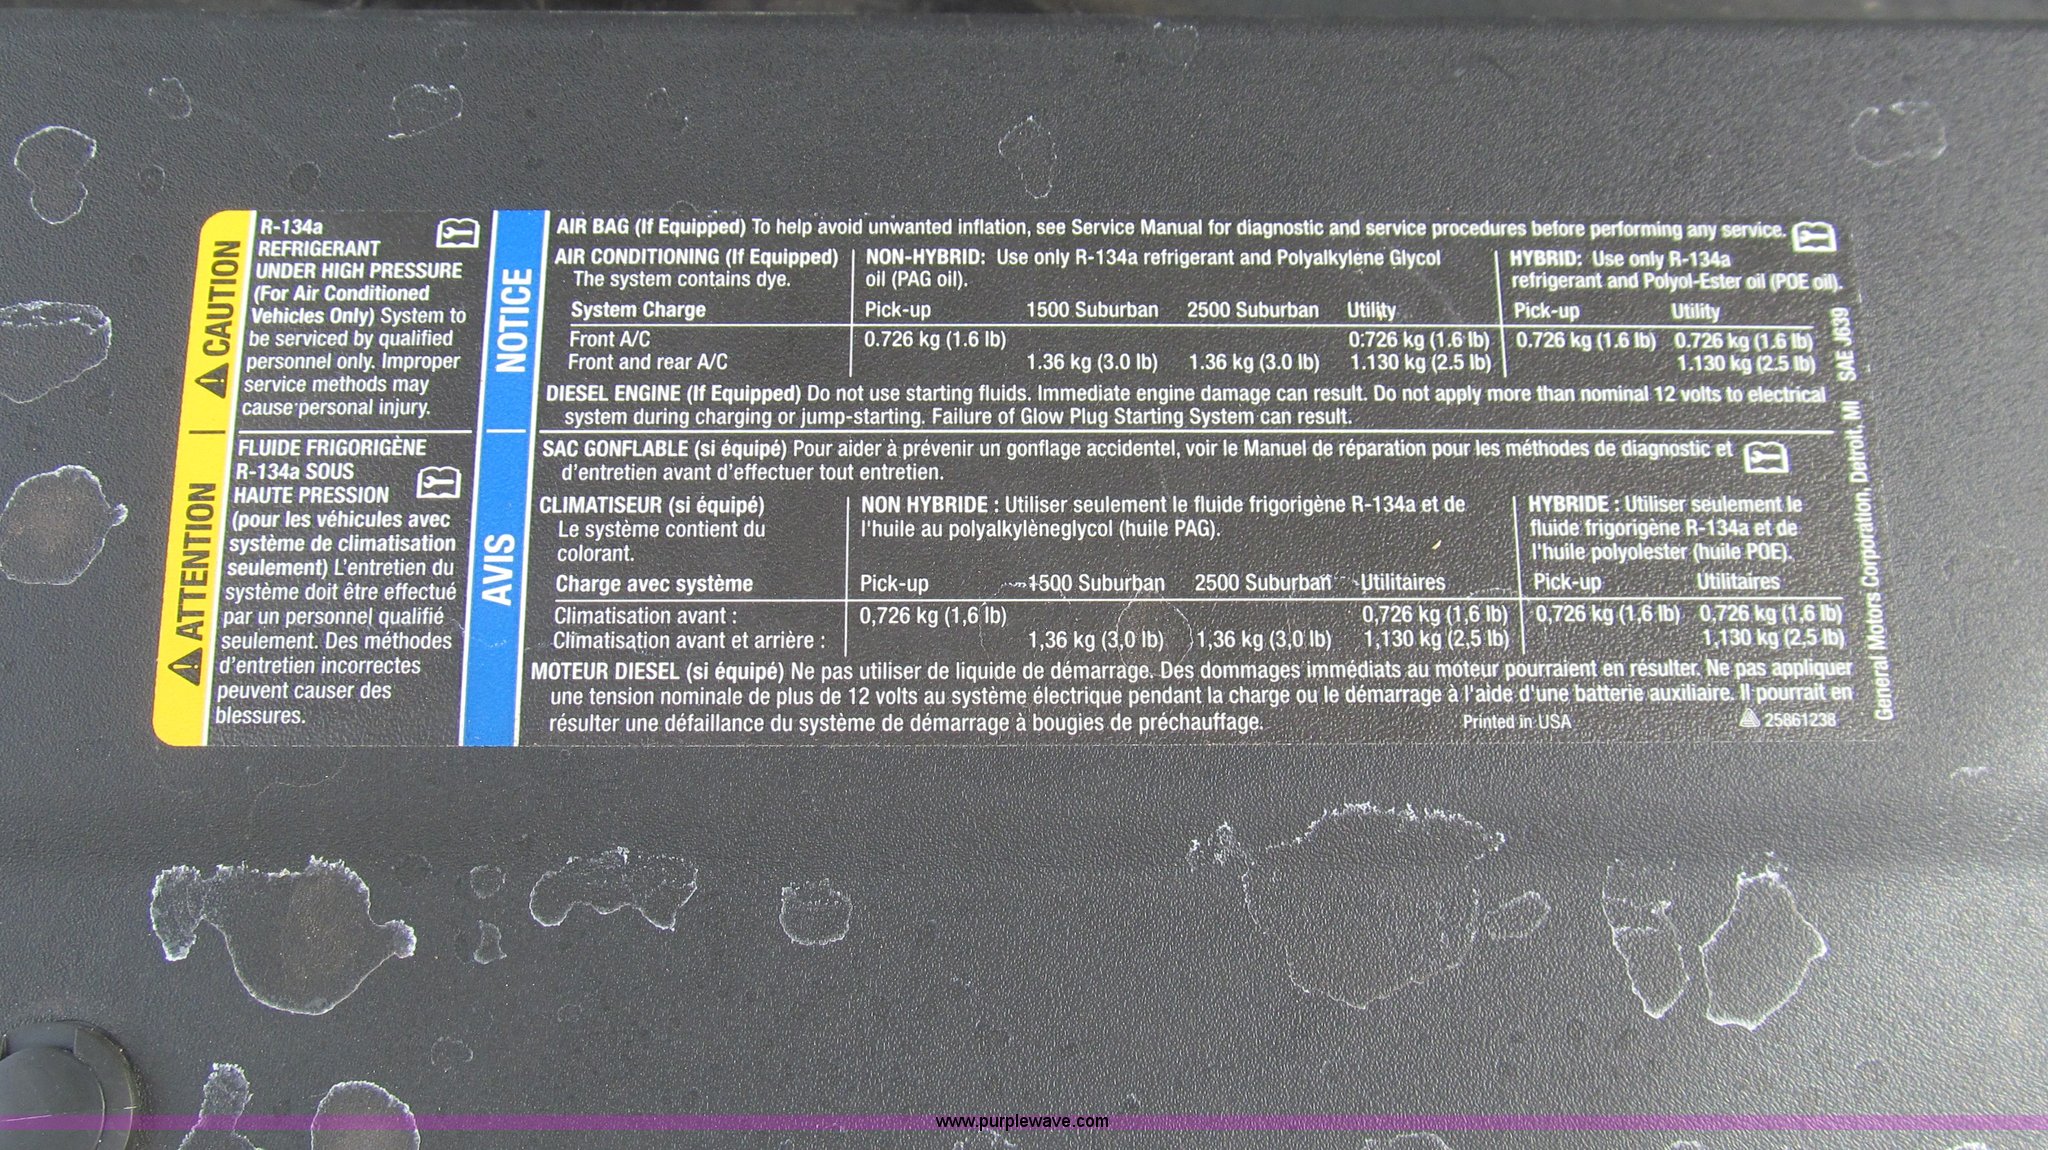 CAUTION
R-134a
REFRIGERANT
UNDER HIGH PRESSURE
(For Air Conditioned
Vehicles Only) System to
be serviced by qualified
personnel only. Improper
service methods may
cause personal injury.
ATTENTION
FLUIDE FRIGORIGÈNE
R-134a SOUS
HAUTE PRESSION
(pour les véhicules avec
système de climatisation
seulement) L'entretien du
système doit être effectué
par un personnel qualifié
seulement. Des méthodes
d'entretien incorrectes
peuvent causer des
blessures.
NOTICE
AIR BAG (If Equipped) To help avoid unwanted inflation, see Service Manual for diagnostic and service procedures before performing any service.
AIR CONDITIONING (If Equipped) NON-HYBRID: Use only R-134a refrigerant and Polyalkylene Glycol HYBRID: Use only R-134a
The system contains dye. oil (PAG oil). refrigerant and Polyol-Ester oil (POE oil).
System Charge Pick-up 1500 Suburban 2500 Suburban Utility Pick-up Utility
Front A/C 0.726 kg (1.6 lb) 0.726 kg (1.6 lb) 0.726 kg (1.6 lb) 0.726 kg (1.6 lb)
Front and rear A/C 1.36 kg (3.0 lb) 1.36 kg (3.0 lb) 1.130 kg (2.5 lb) 1.130 kg (2.5 lb)
DIESEL ENGINE (If Equipped) Do not use starting fluids. Immediate engine damage can result. Do not apply more than nominal 12 volts to electrical
system during charging or jump-starting. Failure of Glow Plug Starting System can result.
AVIS
SAC GONFLABLE (si équipé) Pour aider à prévenir un gonflage accidentel, voir le Manuel de réparation pour les méthodes de diagnostic et
d'entretien avant d'effectuer tout entretien.
CLIMATISEUR (si équipé) NON HYBRIDE : Utiliser seulement le fluide frigorigène R-134a et de HYBRIDE : Utiliser seulement le
Le système contient du l'huile au polyalkylèneglycol (huile PAG). fluide frigorigène R-134a et de
colorant. l'huile polyolester (huile POE).
Charge avec système Pick-up 1500 Suburban 2500 Suburban Utilitaires Pick-up Utilitaires
Climatisation avant : 0,726 kg (1,6 lb) 0,726 kg (1,6 lb) 0,726 kg (1,6 lb) 0,726 kg (1,6 lb)
Climatisation avant et arrière : 1,36 kg (3,0 lb) 1,36 kg (3,0 lb) 1,130 kg (2,5 lb) 1,130 kg (2,5 lb)
MOTEUR DIESEL (si équipé) Ne pas utiliser de liquide de démarrage. Des dommages immédiats au moteur pourraient en résulter. Ne pas appliquer
une tension nominale de plus de 12 volts au système électrique pendant la charge ou le démarrage à l'aide d'une batterie auxiliaire. Il pourrait en
résulter une défaillance du système de démarrage à bougies de préchauffage.
Printed in USA 25861238
General Motors Corporation, Detroit, MI SAE J639
www.purplewave.com